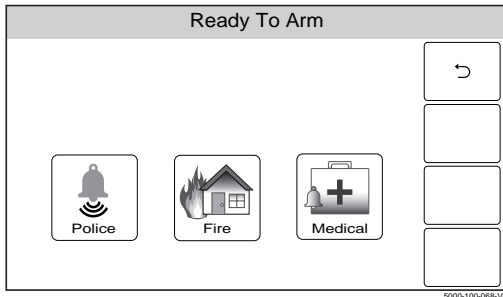 Ready To Arm
Police
Fire
Medical
5000-100-068-V